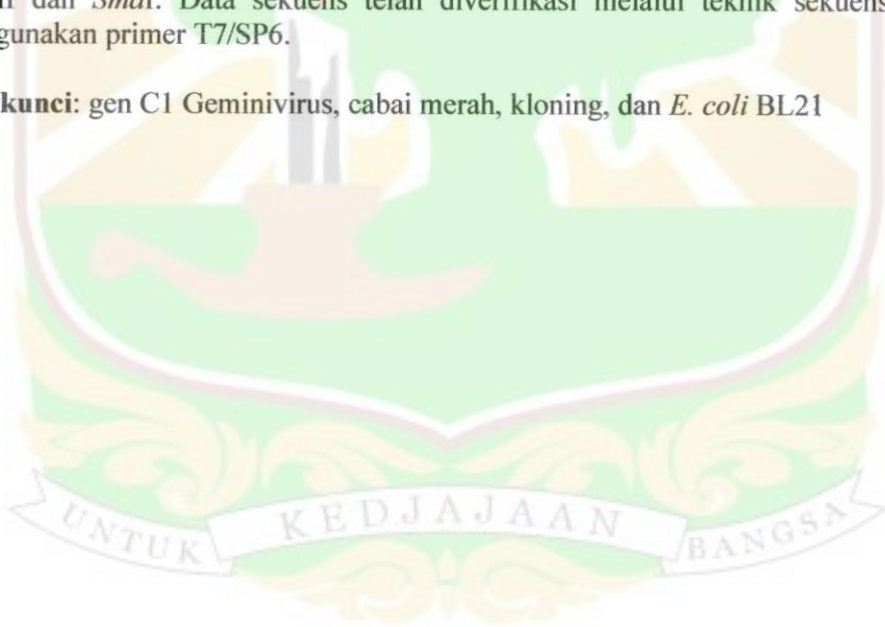 dan SmaI. Data sekuens telah diverifikasi melalui teknik sekuens
gunakan primer T7/SP6.
kunci: gen C1 Geminivirus, cabai merah, kloning, dan E. coli BL21
UNTUK KEDJAJAAN BANGSA